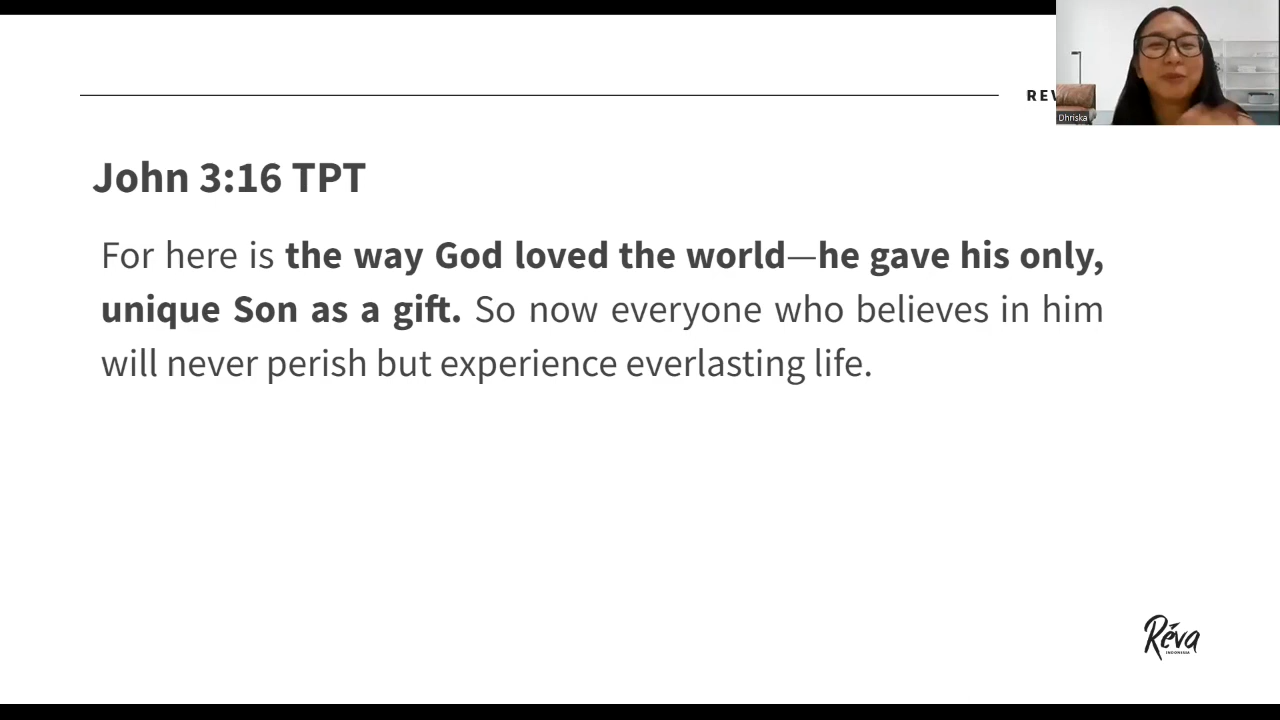 Dhriska
John 3:16 TPT
For here is the way God loved the world—he gave his only,
unique Son as a gift. So now everyone who believes in him
will never perish but experience everlasting life.
Réva
INDONESIA